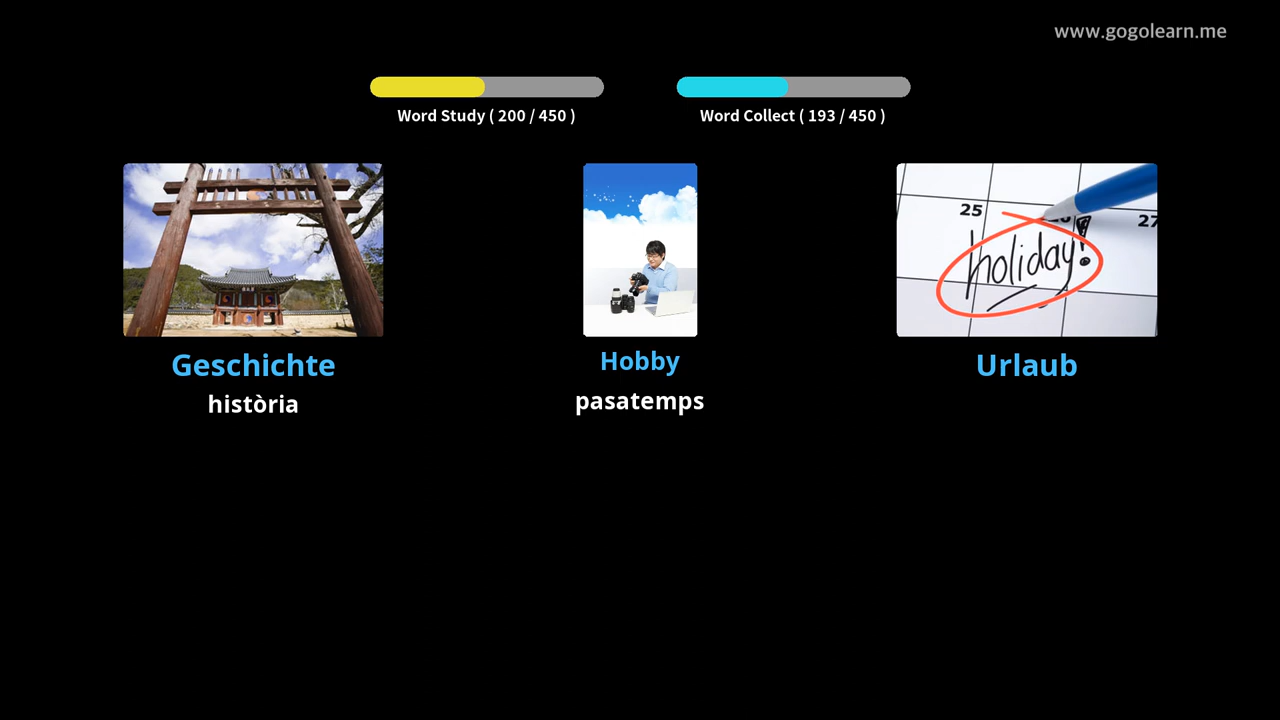 www.gogolearn.me
Word Study ( 200 / 450 )
Word Collect ( 193 / 450 )
25
27
holiday!
Geschichte
història
Hobby
pasatemps
Urlaub